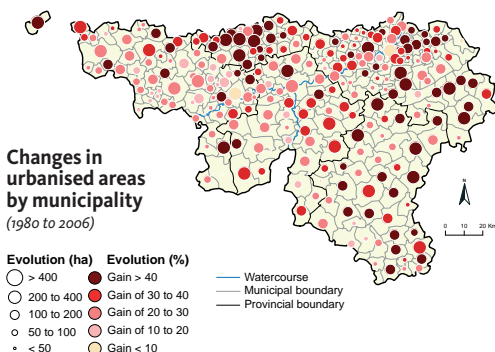 Changes in
urbanised areas
by municipality
(1980 to 2006)
Evolution (ha)
> 400
200 to 400
100 to 200
50 to 100
< 50
Evolution (%)
Gain > 40
Gain of 30 to 40
Gain of 20 to 30
Gain of 10 to 20
Gain < 10
Watercourse
Municipal boundary
Provincial boundary
N
0 10 20 Km